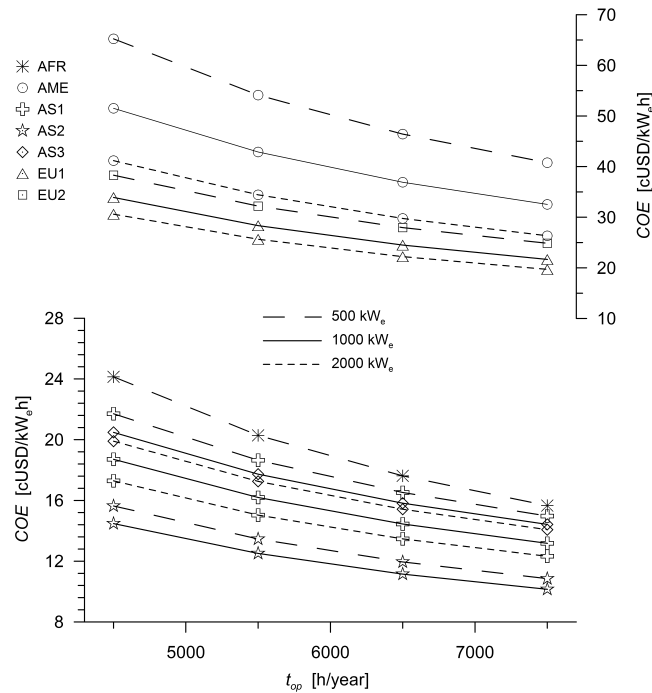 70
60
50
40
30
20
10
COE [cUSD/kWeh]
AFR
AME
AS1
AS2
AS3
EU1
EU2
500 kWe
1000 kWe
2000 kWe
28
24
20
16
12
8
COE [cUSD/kWeh]
5000 6000 7000
top [h/year]